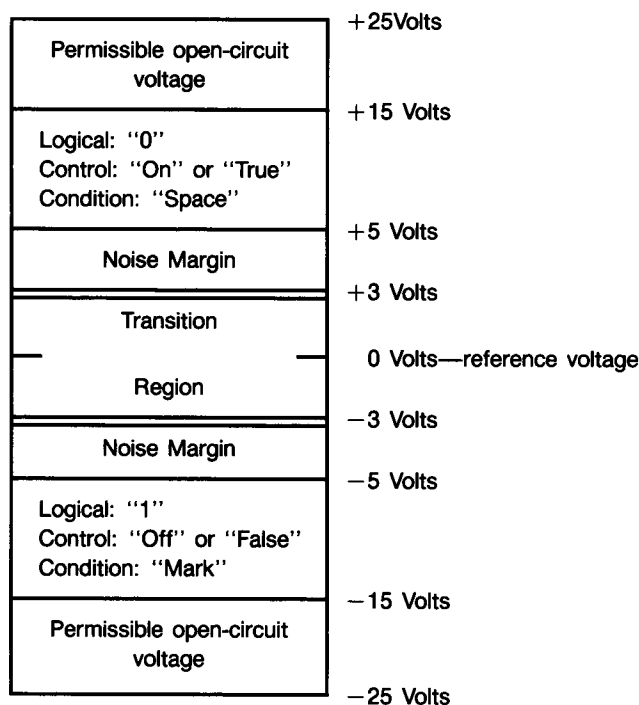 +25Volts
Permissible open-circuit
voltage
+15 Volts
Logical: “0”
Control: “On” or “True”
Condition: “Space”
+5 Volts
Noise Margin
+3 Volts
Transition
0 Volts—reference voltage
Region
−3 Volts
Noise Margin
−5 Volts
Logical: “1”
Control: “Off” or “False”
Condition: “Mark”
−15 Volts
Permissible open-circuit
voltage
−25 Volts